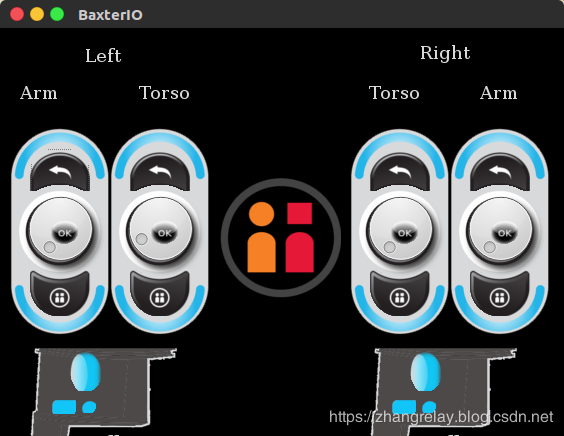 BaxterIO
Left
Right
Arm
Torso
Torso
Arm
OK
OK
OK
OK
https://zhangrelay.blog.csdn.net